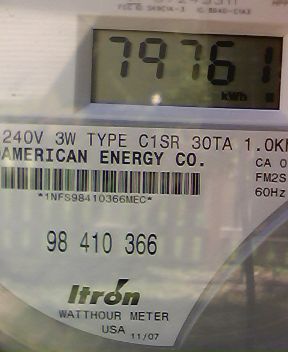 79761
kWh
240V 3W TYPE C1SR 30TA 1.0K
AMERICAN ENERGY CO.
CA 0
FM2S
60Hz
*1NFS98410366MEC*
98 410 366
Itron
WATTHOUR METER
USA 11/07